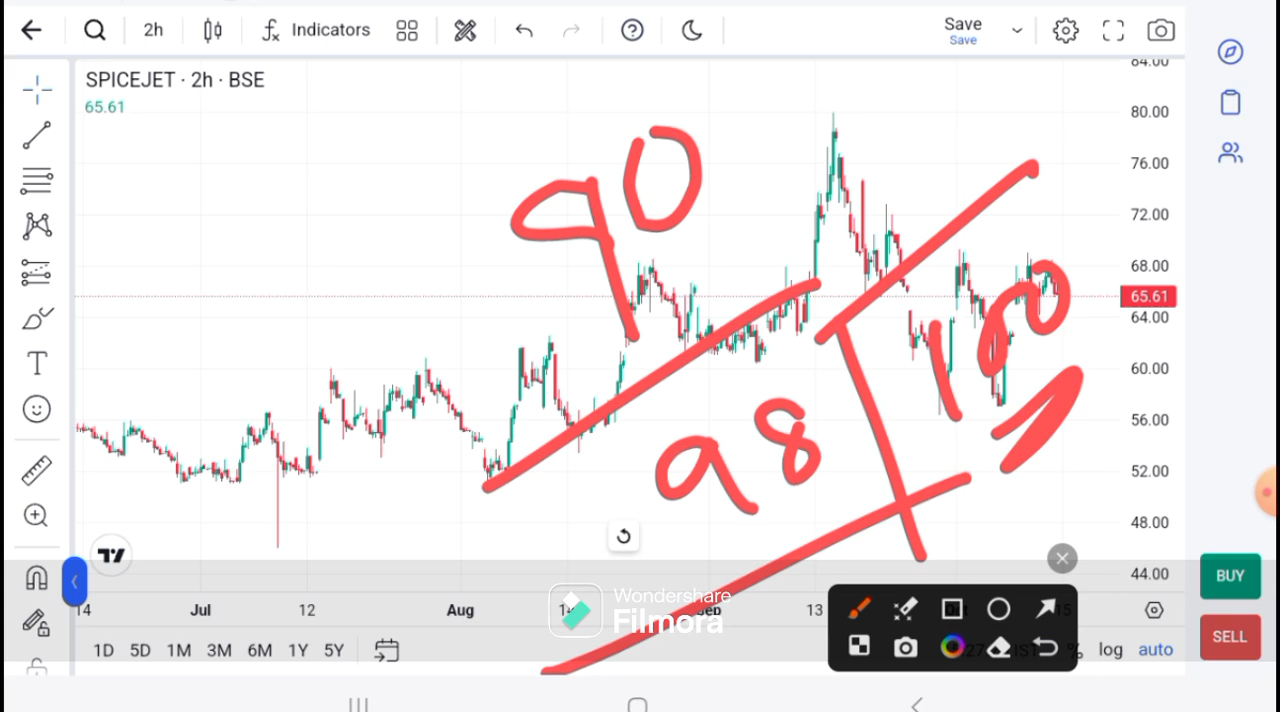 2h
Indicators
Save
Save
SPICEJET · 2h · BSE
65.61
84.00
80.00
76.00
72.00
68.00
65.61
64.00
60.00
56.00
52.00
48.00
44.00
90
98
100
T
BUY
SELL
14 Jul 12 Aug 13
Wondershare
Filmora
1D 5D 1M 3M 6M 1Y 5Y
% log auto